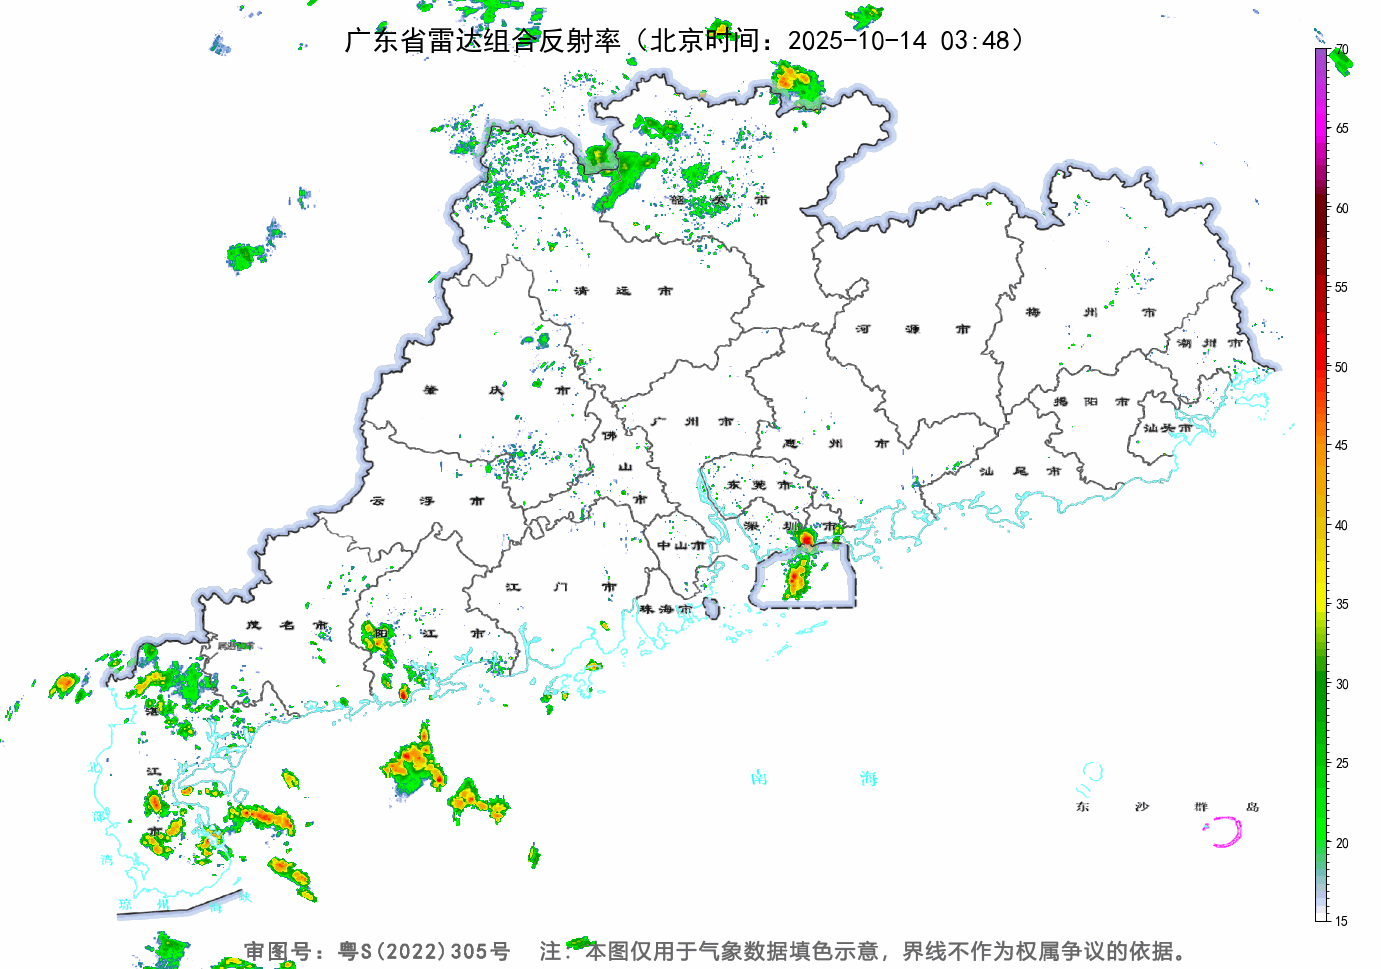 广东省雷达组合反射率（北京时间：2025-10-14 03:48）
70
65
60
55
50
45
40
35
30
25
20
15
韶关市
清远市
河源市
梅州市
潮州市
肇庆市
广州市
佛山市
惠州市
揭阳市
汕头市
汕尾市
云浮市
东莞市
深圳市
中山市
江门市
珠海市
茂名市
阳江市
湛江市
北部湾
琼州海峡
南海
东沙群岛
审图号：粤S(2022)305号 注：本图仅用于气象数据填色示意，界线不作为权属争议的依据。